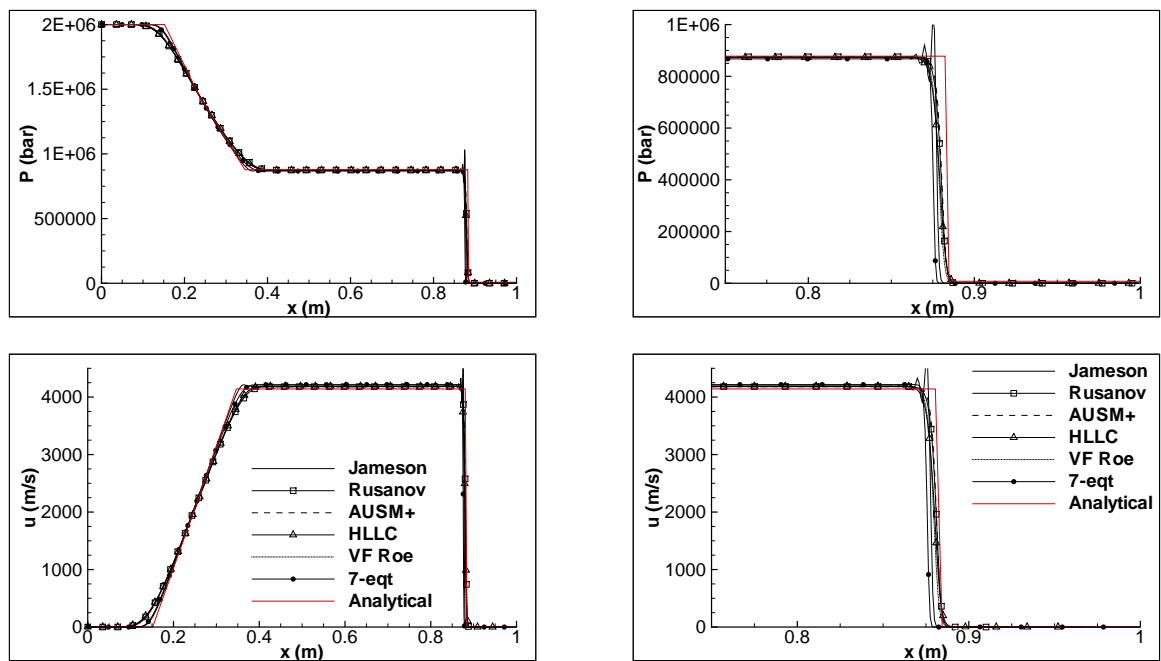 2E+06
1.5E+06
1E+06
500000
0
P (bar)
0 0.2 0.4 0.6 0.8 1
x (m)
1E+06
800000
600000
400000
200000
0
P (bar)
0.8 0.9 1
x (m)
4000
3000
2000
1000
0
u (m/s)
Jameson
Rusanov
AUSM+
HLLC
VF Roe
7-eqt
Analytical
0 0.2 0.4 0.6 0.8 1
x (m)
4000
3000
2000
1000
0
u (m/s)
Jameson
Rusanov
AUSM+
HLLC
VF Roe
7-eqt
Analytical
0.8 0.9 1
x (m)